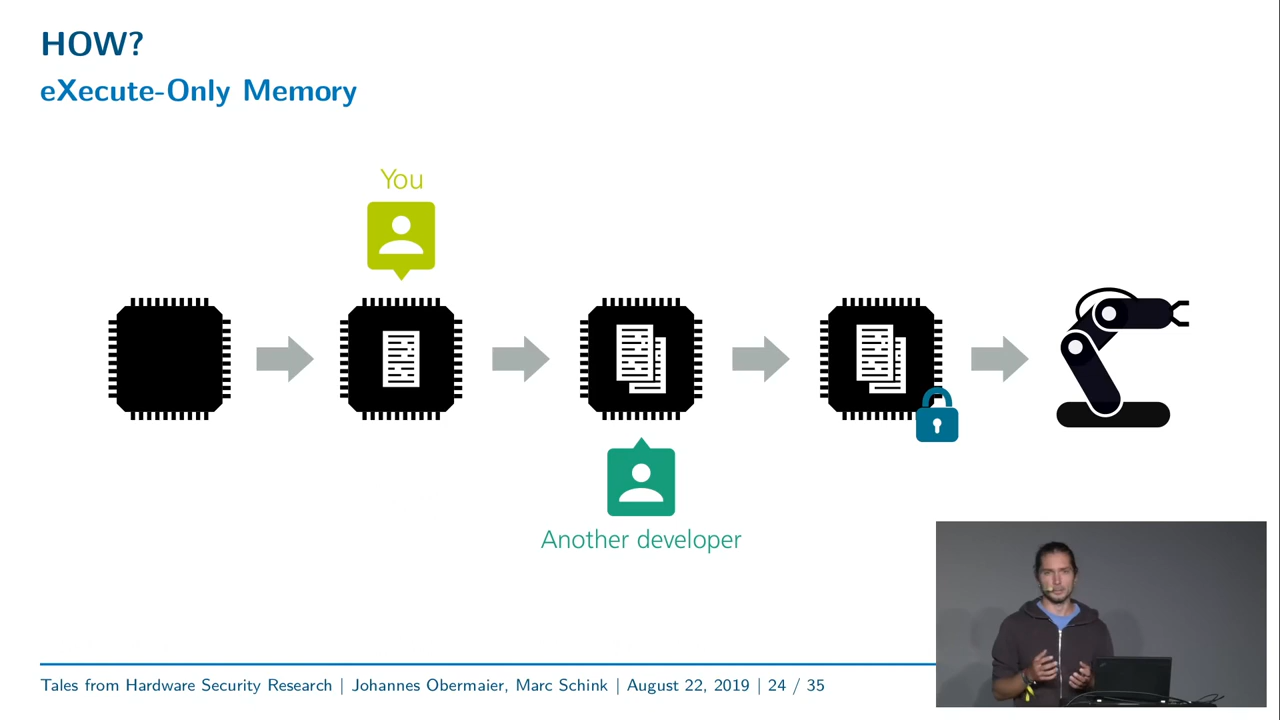 HOW?
eXecute-Only Memory
You
Another developer
Tales from Hardware Security Research | Johannes Obermaier, Marc Schink | August 22, 2019 | 24 / 35